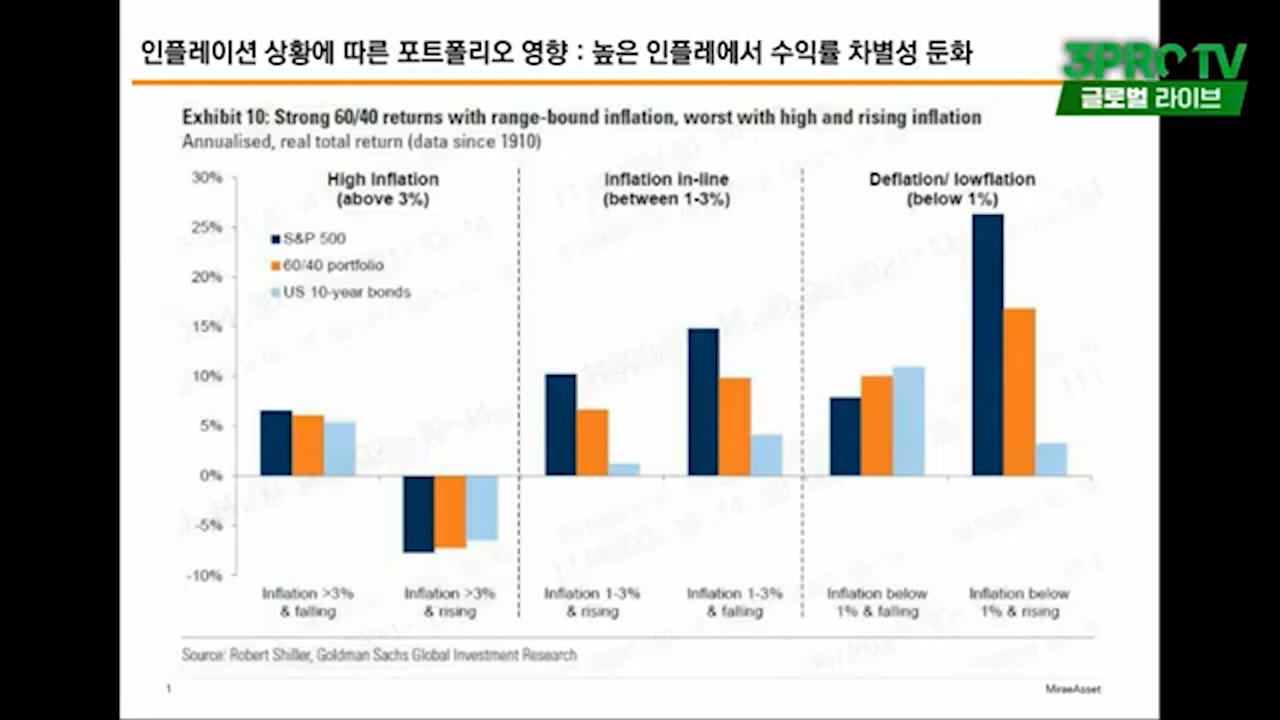 인플레이션 상황에 따른 포트폴리오 영향 : 높은 인플레에서 수익률 차별성 둔화
3PRO TV
글로벌 라이브
Exhibit 10: Strong 60/40 returns with range-bound inflation, worst with high and rising inflation
Annualised, real total return (data since 1910)
30%
25%
20%
15%
10%
5%
0%
-5%
-10%
High Inflation
(above 3%)
Inflation in-line
(between 1-3%)
Deflation/ lowflation
(below 1%)
S&P 500
60/40 portfolio
US 10-year bonds
Inflation >3%
& falling
Inflation >3%
& rising
Inflation 1-3%
& rising
Inflation 1-3%
& falling
Inflation below
1% & falling
Inflation below
1% & rising
Source: Robert Shiller, Goldman Sachs Global Investment Research
1
MiraeAsset